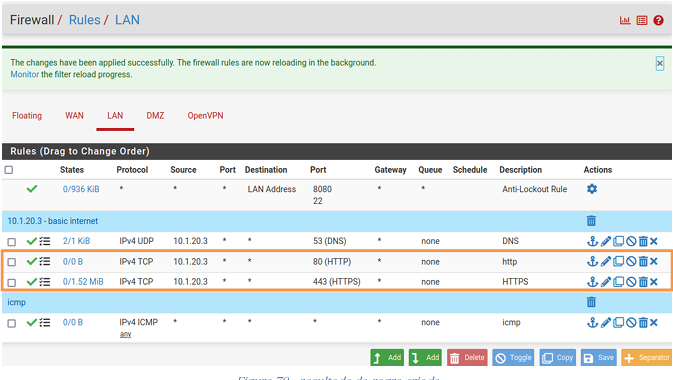 Firewall / Rules / LAN
The changes have been applied successfully. The firewall rules are now reloading in the background.
Monitor the filter reload progress.
Floating WAN LAN DMZ OpenVPN
Rules (Drag to Change Order)
States Protocol Source Port Destination Port Gateway Queue Schedule Description Actions
0/936 KiB * * * LAN Address 8080 * * Anti-Lockout Rule
22
10.1.20.3 - basic internet
2/1 KiB IPv4 UDP 10.1.20.3 * * 53 (DNS) * none DNS
0/0 B IPv4 TCP 10.1.20.3 * * 80 (HTTP) * none http
0/1.52 MiB IPv4 TCP 10.1.20.3 * * 443 (HTTPS) * none HTTPS
icmp
0/0 B IPv4 ICMP * * * * * none icmp
any
Add Add Delete Toggle Copy Save Separator